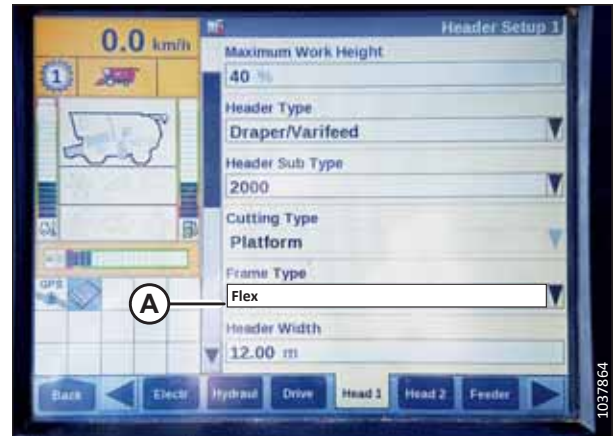 0.0 km/h
1
GPS
Header Setup 1
Maximum Work Height
40 %
Header Type
Draper/Varifeed
Header Sub Type
2000
Cutting Type
Platform
Frame Type
A
Flex
Header Width
12.00 m
Back Electr Hydraul Drive Head 1 Head 2 Feeder
1037864